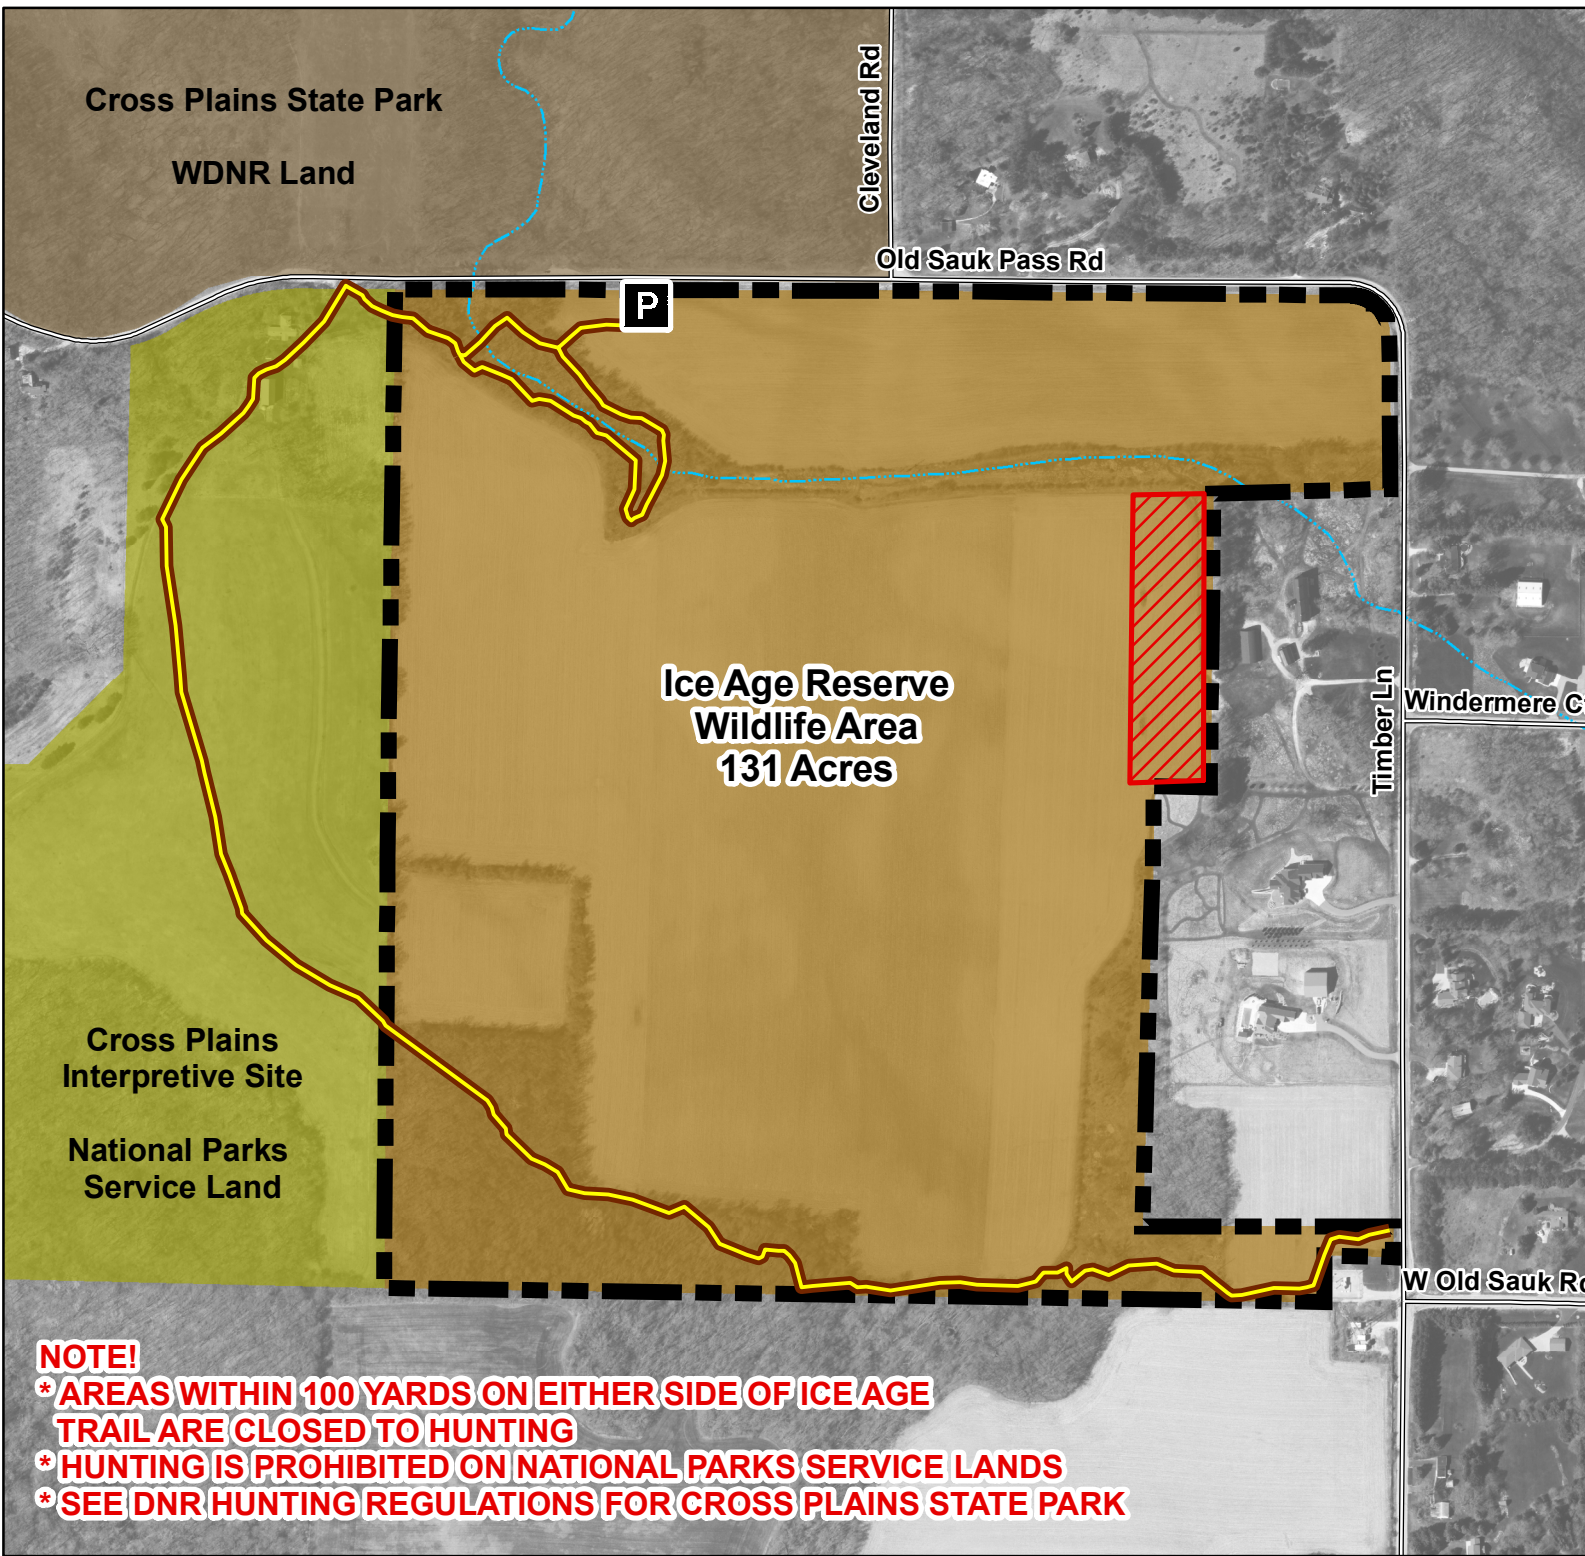 Cross Plains State Park
WDNR Land
Cleveland Rd
Old Sauk Pass Rd
P
Ice Age Reserve
Wildlife Area
131 Acres
Timber Ln
Windermere C
Cross Plains
Interpretive Site
National Parks
Service Land
W Old Sauk Rd
NOTE!
* AREAS WITHIN 100 YARDS ON EITHER SIDE OF ICE AGE
TRAIL ARE CLOSED TO HUNTING
* HUNTING IS PROHIBITED ON NATIONAL PARKS SERVICE LANDS
* SEE DNR HUNTING REGULATIONS FOR CROSS PLAINS STATE PARK